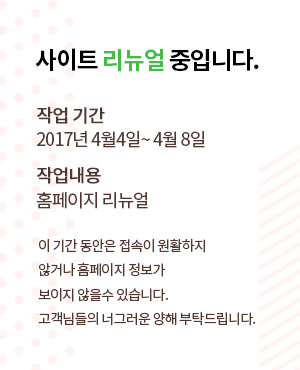 사이트 리뉴얼 중입니다.
작업 기간
2017년 4월4일~ 4월 8일
작업내용
홈페이지 리뉴얼
이 기간 동안은 접속이 원활하지
않거나 홈페이지 정보가
보이지 않을수 있습니다.
고객님들의 너그러운 양해 부탁드립니다.